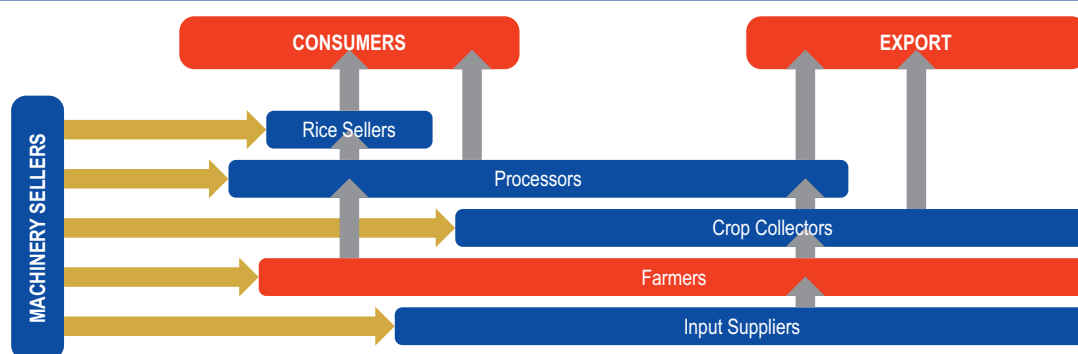 CONSUMERS
EXPORT
MACHINERY SELLERS
Rice Sellers
Processors
Crop Collectors
Farmers
Input Suppliers